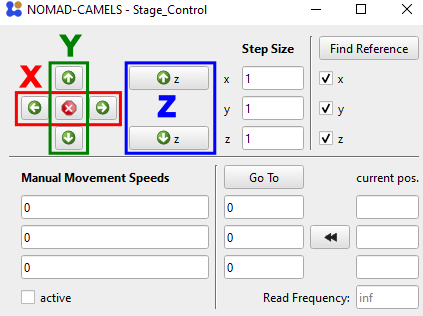 NOMAD-CAMELS - Stage_Control
Y
X
Z
z
z
Step Size
x 1
y 1
z 1
Find Reference
x
y
z
Manual Movement Speeds
0
0
0
active
Go To
current pos.
0
0
0
Read Frequency: inf